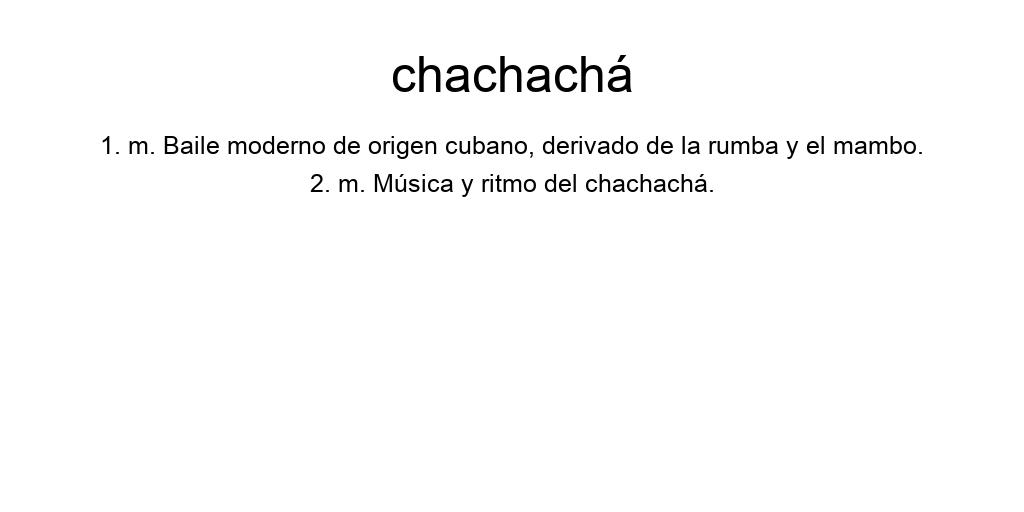 chachachá
1. m. Baile moderno de origen cubano, derivado de la rumba y el mambo.
2. m. Música y ritmo del chachachá.